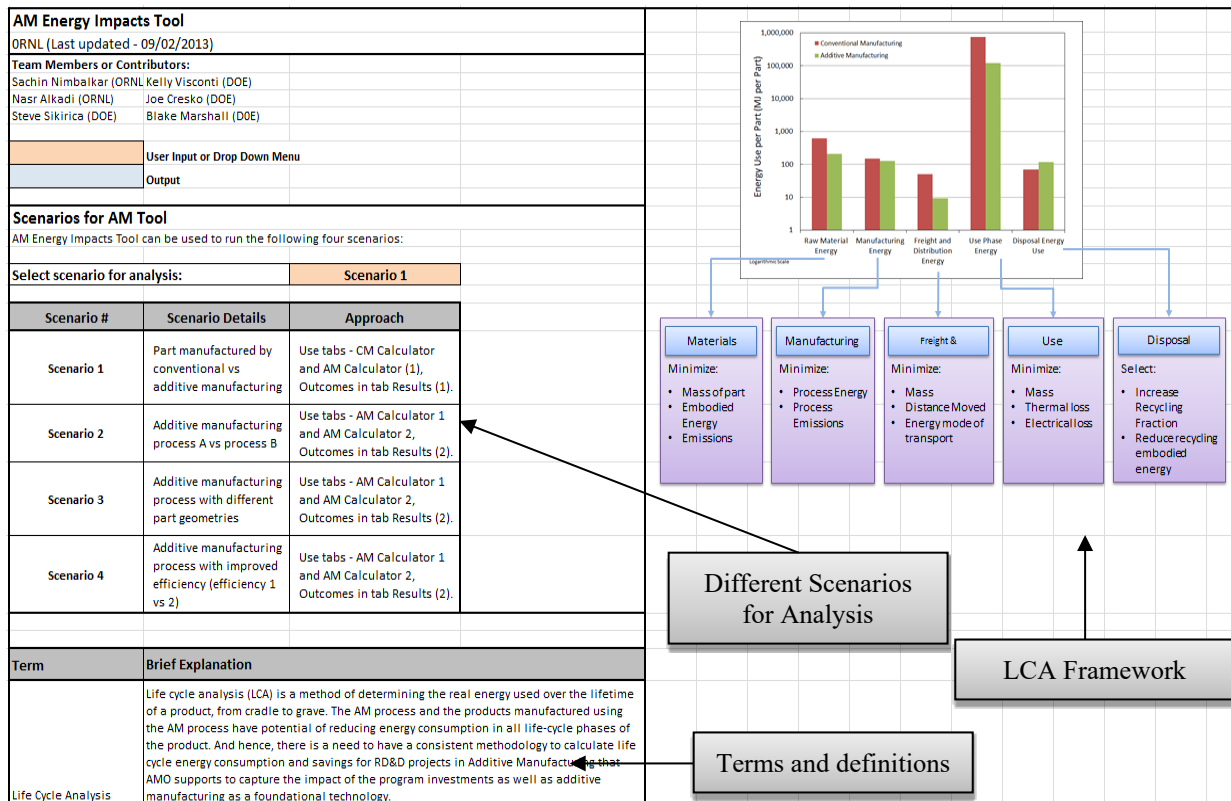 AM Energy Impacts Tool
0RNL (Last updated - 09/02/2013)
Team Members or Contributors:
Sachin Nimbalkar (ORNL Kelly Visconti (DOE)
Nasr Alkadi (ORNL) Joe Cresko (DOE)
Steve Sikirica (DOE) Blake Marshall (D0E)
User Input or Drop Down Menu
Output
Scenarios for AM Tool
AM Energy Impacts Tool can be used to run the following four scenarios:
Select scenario for analysis: Scenario 1
Scenario # Scenario Details Approach
Scenario 1
Part manufactured by
conventional vs
additive manufacturing
Use tabs - CM Calculator
and AM Calculator (1),
Outcomes in tab Results (1).
Scenario 2
Additive manufacturing
process A vs process B
Use tabs - AM Calculator 1
and AM Calculator 2,
Outcomes in tab Results (2).
Scenario 3
Additive manufacturing
process with different
part geometries
Use tabs - AM Calculator 1
and AM Calculator 2,
Outcomes in tab Results (2).
Scenario 4
Additive manufacturing
process with improved
efficiency (efficiency 1
vs 2)
Use tabs - AM Calculator 1
and AM Calculator 2,
Outcomes in tab Results (2).
Term Brief Explanation
Life Cycle Analysis
Life cycle analysis (LCA) is a method of determining the real energy used over the lifetime
of a product, from cradle to grave. The AM process and the products manufactured using
the AM process have potential of reducing energy consumption in all life-cycle phases of
the product. And hence, there is a need to have a consistent methodology to calculate life
cycle energy consumption and savings for RD&D projects in Additive Manufacturing that
AMO supports to capture the impact of the program investments as well as additive
manufacturing as a foundational technology.
Energy Use per Part (MJ per Part)
1,000,000
100,000
10,000
1,000
100
10
1
Conventional Manufacturing
Additive Manufacturing
Raw Material
Energy
Manufacturing
Energy
Freight and
Distribution
Energy
Use Phase
Energy
Disposal Energy
Use
Logarithmic Scale
Materials
Minimize:
• Mass of part
• Embodied
Energy
• Emissions
Manufacturing
Minimize:
• Process Energy
• Process
Emissions
Freight &
Minimize:
• Mass
• Distance Moved
• Energy mode of
transport
Use
Minimize:
• Mass
• Thermal loss
• Electrical loss
Disposal
Select:
• Increase
Recycling
Fraction
• Reduce recycling
embodied
energy
Different Scenarios
for Analysis
LCA Framework
Terms and definitions